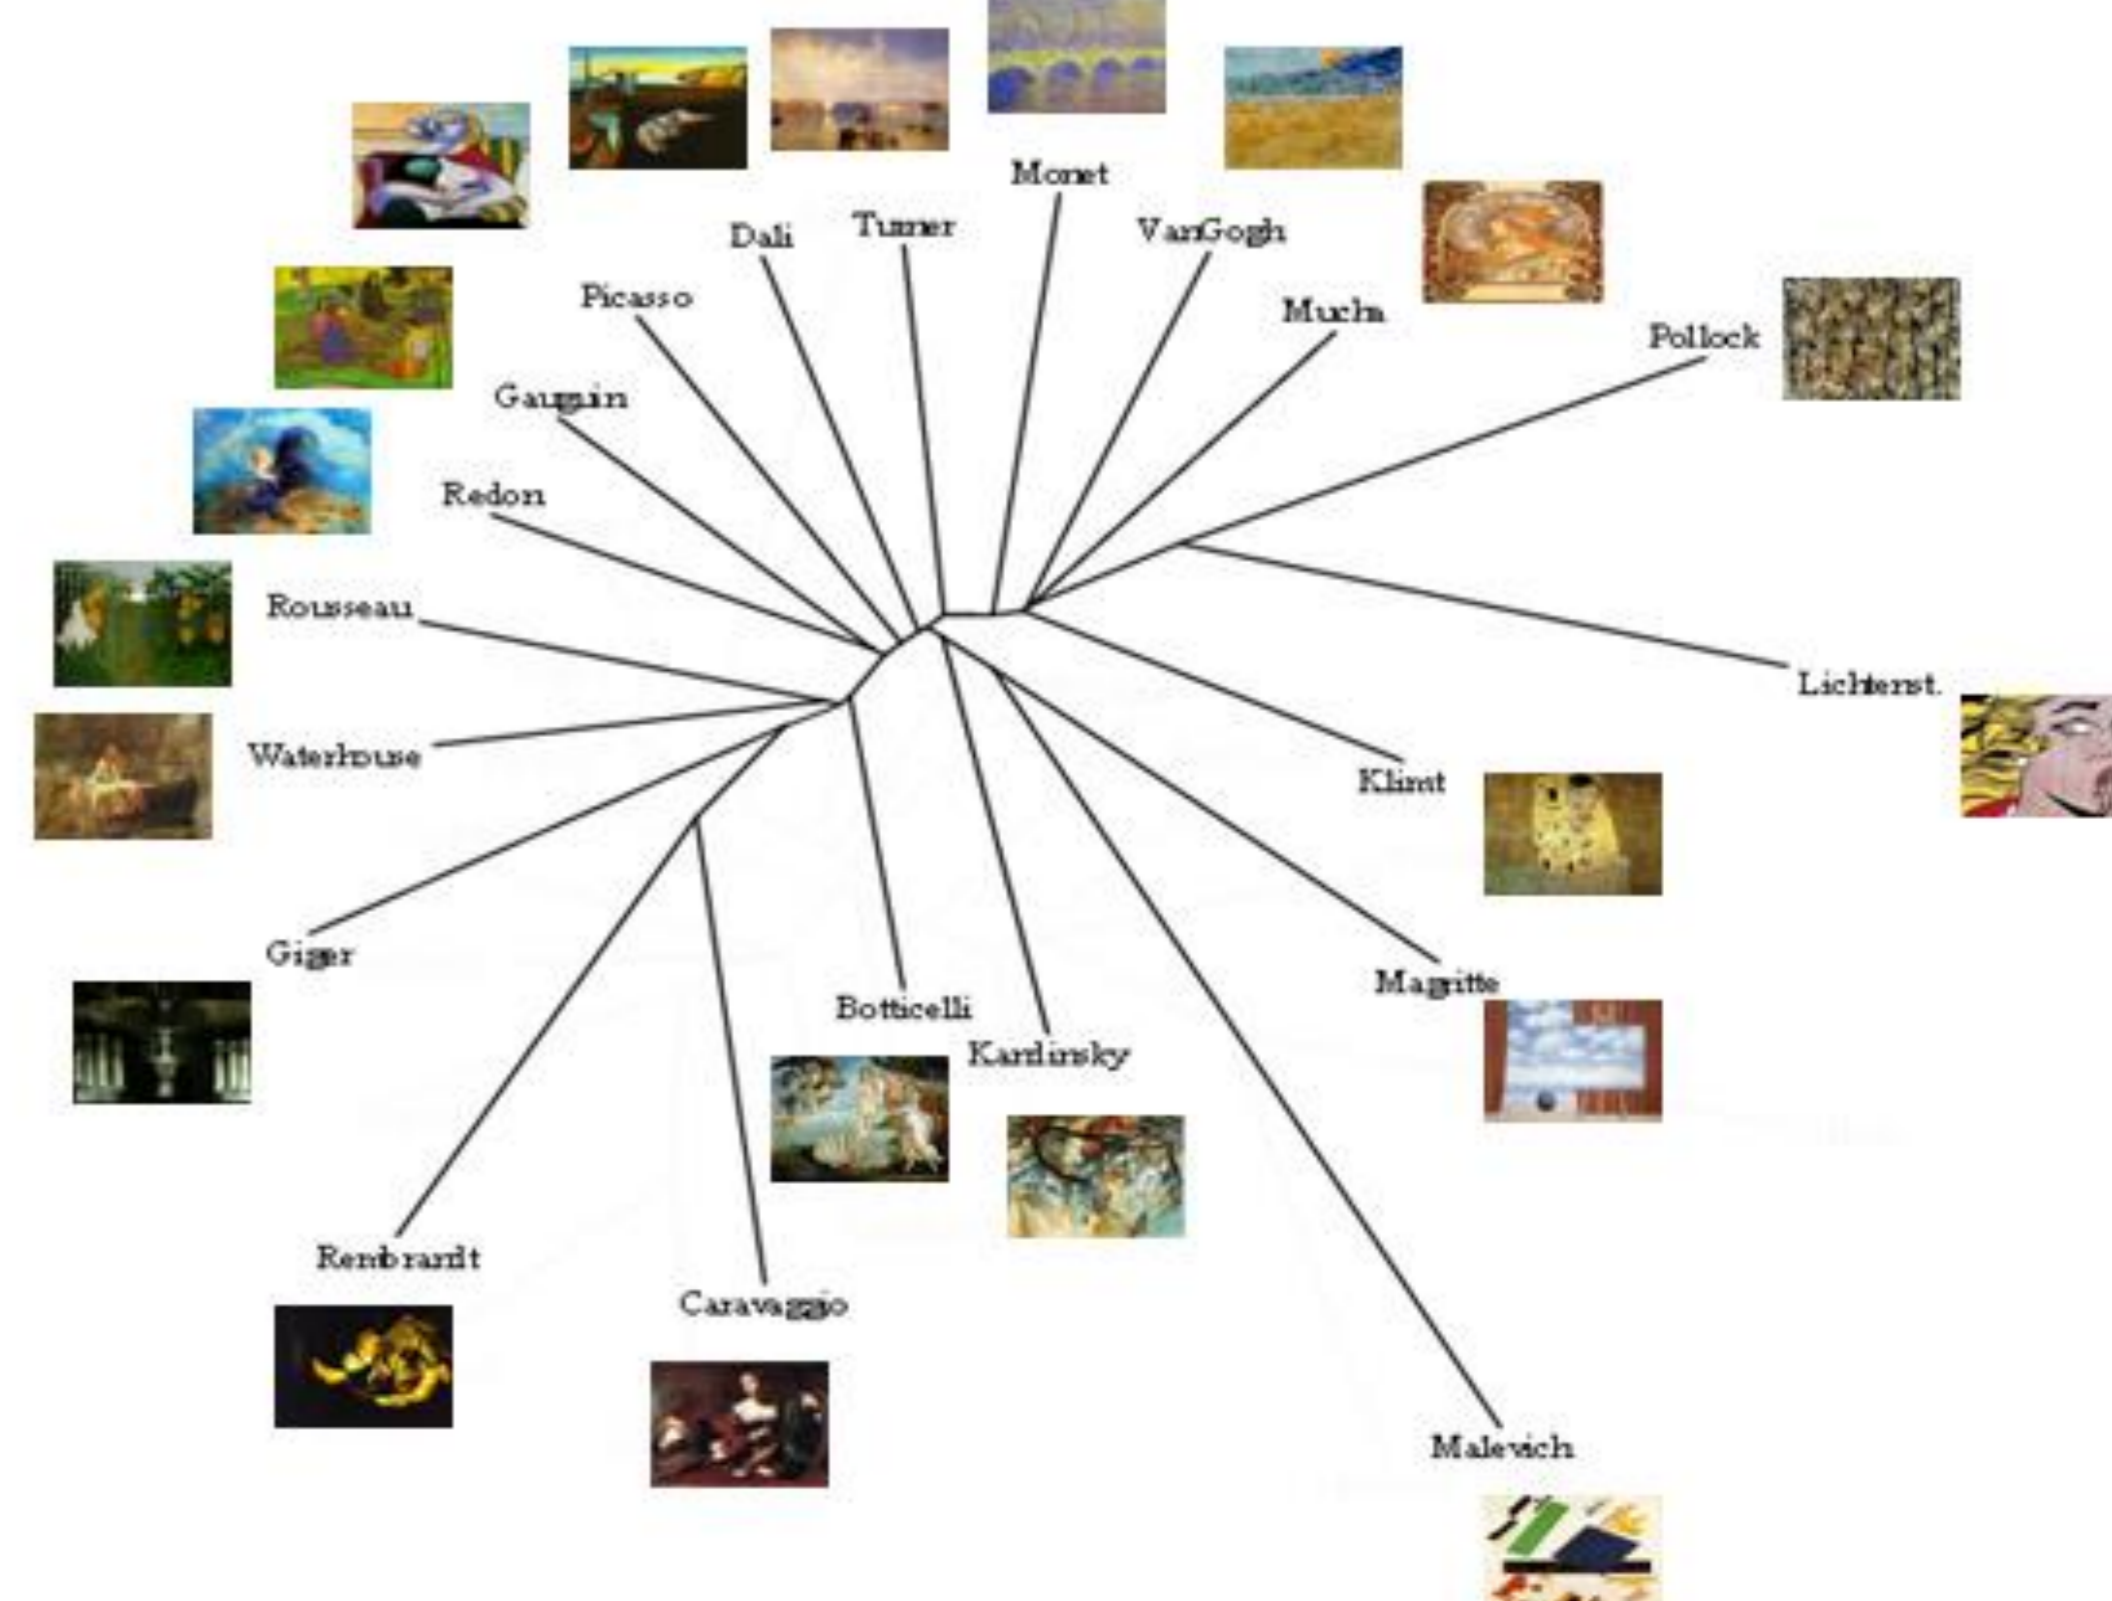 Monet
Turner
VanGogh
Dali
Picasso
Mucha
Pollock
Gauguin
Redon
Rousseau
Lichtenst.
Waterhouse
Klimt
Giger
Magritte
Botticelli
Kandinsky
Rembrandt
Caravaggio
Malevich